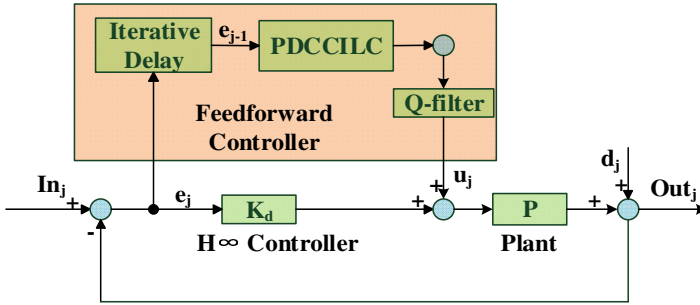 Iterative
Delay
e_{j-1}
PDCCILC
Q-filter
Feedforward
Controller
In_j
+
-
e_j
K_d
H∞ Controller
+
+
u_j
P
Plant
+
d_j
+
Out_j